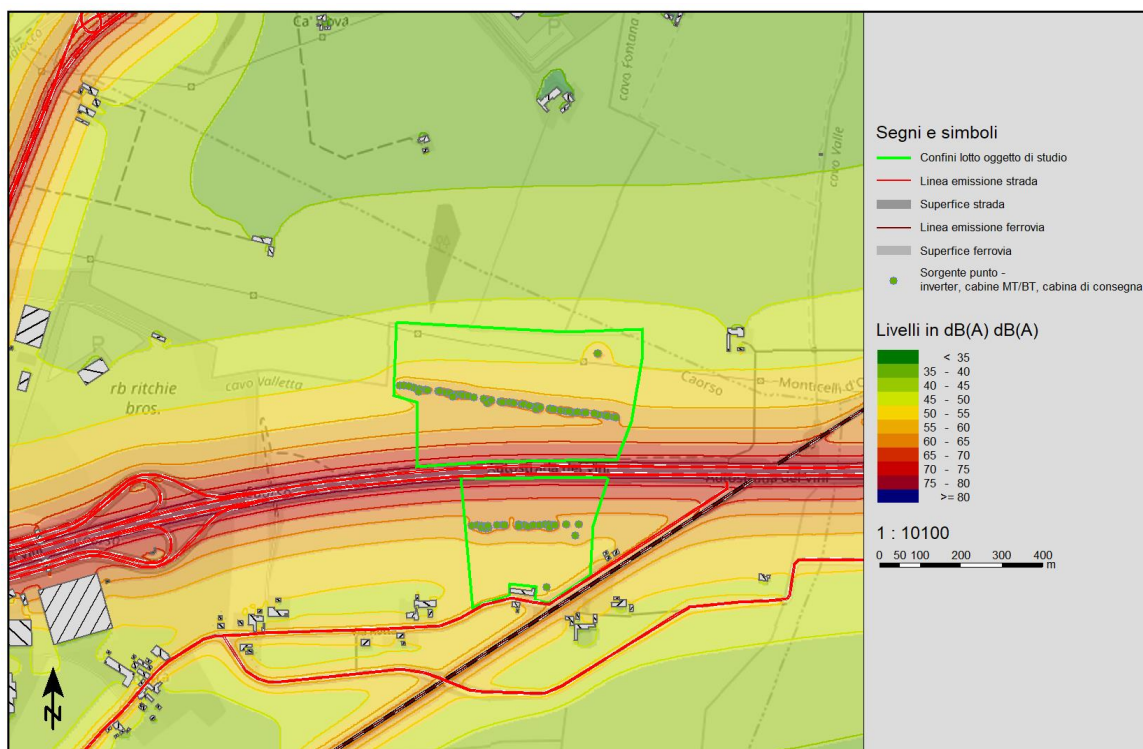 Ca' Nova
cavo Fontana
cavo Valle
P
P
rb ritchie
bros.
cavo Valletta
Caorso
Monticelli d'O
Autostrada dei Vini
Autostrada dei Vini
N
Segni e simboli
Confini lotto oggetto di studio
Linea emissione strada
Superfice strada
Linea emissione ferrovia
Superfice ferrovia
Sorgente punto -
inverter, cabine MT/BT, cabina di consegna
Livelli in dB(A) dB(A)
< 35
35 - 40
40 - 45
45 - 50
50 - 55
55 - 60
60 - 65
65 - 70
70 - 75
75 - 80
>= 80
1 : 10100
0 50 100 200 300 400
m